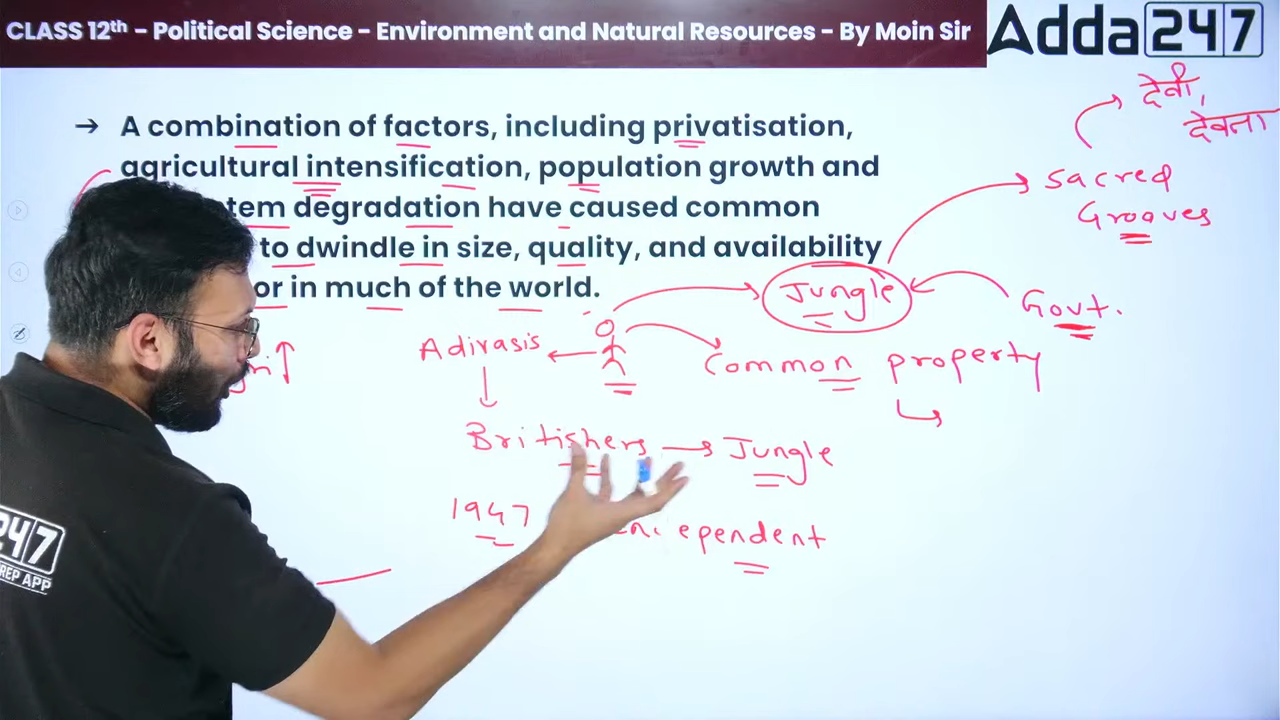 CLASS 12th – Political Science – Environment and Natural Resources – By Moin Sir
Adda247
→ A combination of factors, including privatisation,
agricultural intensification, population growth and
tem degradation have caused common
to dwindle in size, quality, and availability
or in much of the world.
देवी,
देवता
Sacred
Grooves
Jungle
Govt.
Adivasis
Common property
Britishers → Jungle
1947
ependent
247
REP APP